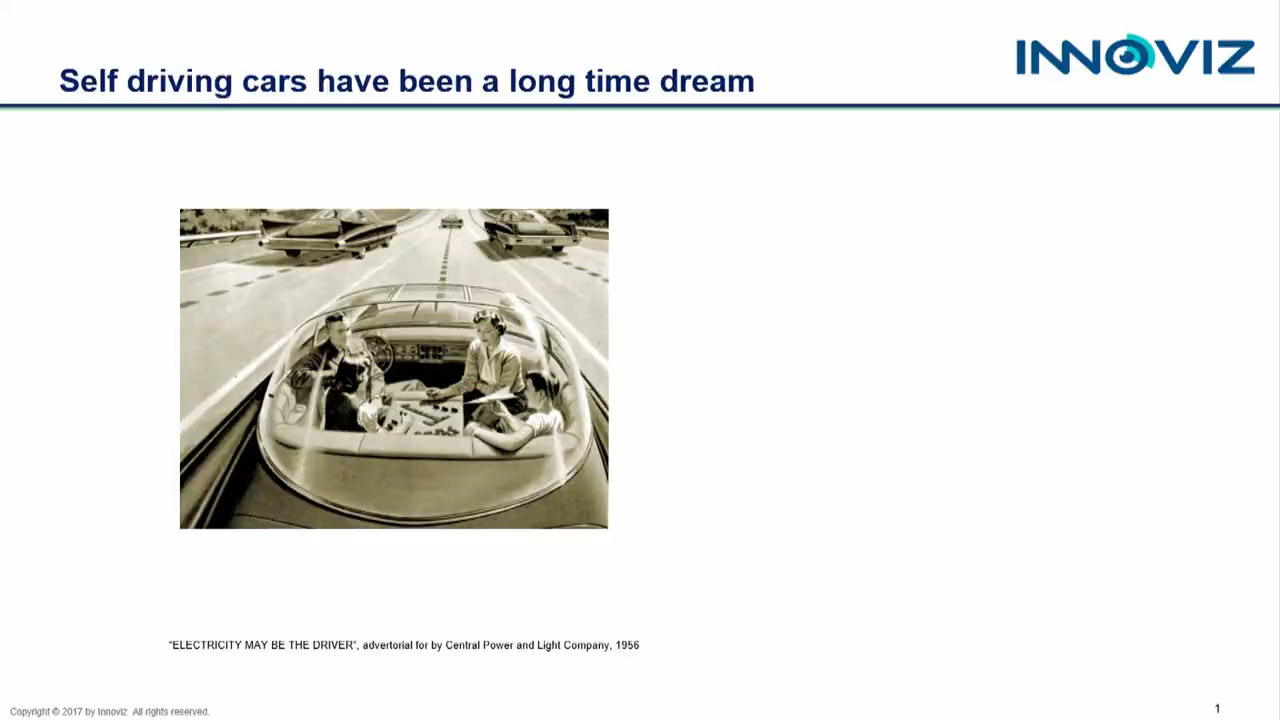 INNOVIZ
Self driving cars have been a long time dream
"ELECTRICITY MAY BE THE DRIVER", advertorial for by Central Power and Light Company, 1956
Copyright © 2017 by Innoviz All rights reserved.
1